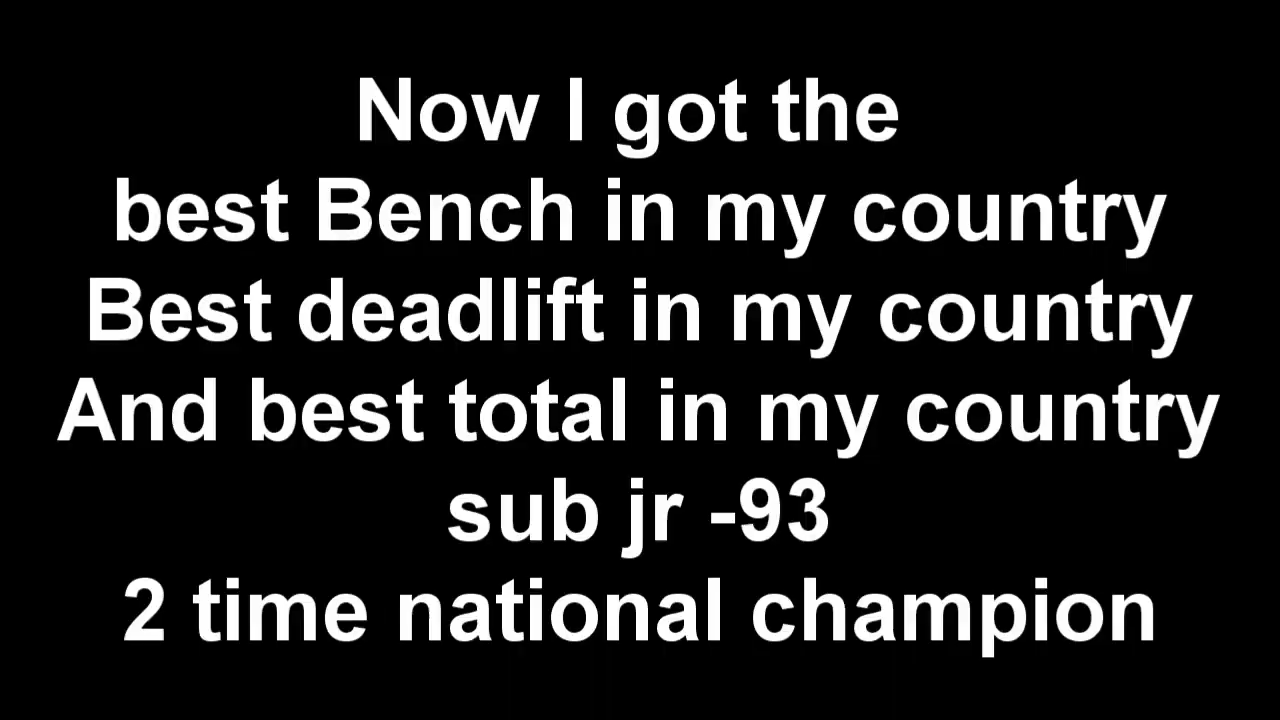 Now I got the
best Bench in my country
Best deadlift in my country
And best total in my country
sub jr -93
2 time national champion